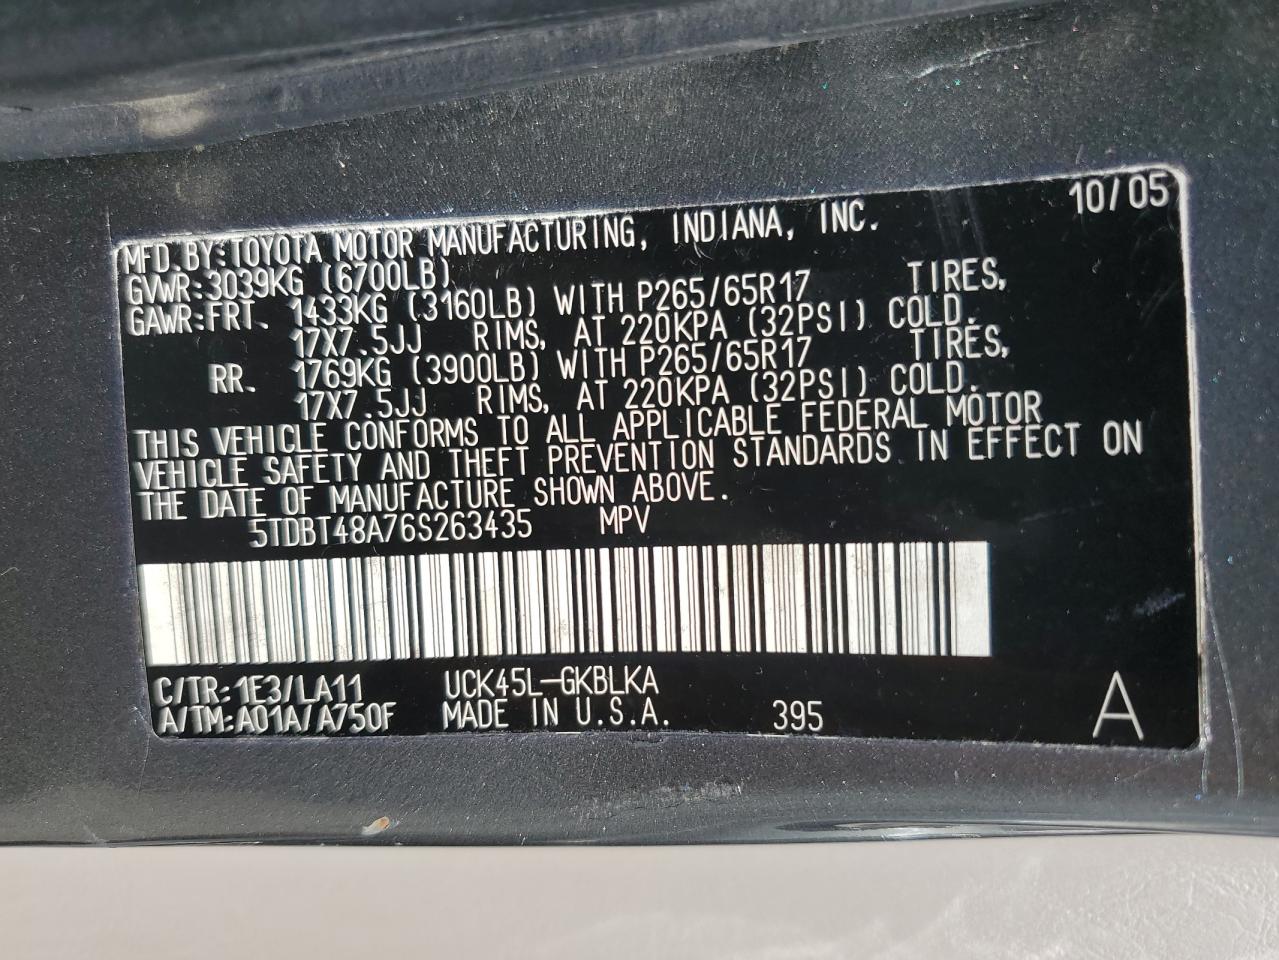 10/05
MFD.BY:TOYOTA MOTOR MANUFACTURING, INDIANA, INC.
GVWR:3039KG (6700LB)
GAWR:FRT. 1433KG (3160LB) WITH P265/65R17 TIRES,
17X7.5JJ RIMS, AT 220KPA (32PSI) COLD.
RR. 1769KG (3900LB) WITH P265/65R17 TIRES,
17X7.5JJ RIMS, AT 220KPA (32PSI) COLD.
THIS VEHICLE CONFORMS TO ALL APPLICABLE FEDERAL MOTOR
VEHICLE SAFETY AND THEFT PREVENTION STANDARDS IN EFFECT ON
THE DATE OF MANUFACTURE SHOWN ABOVE.
5TDBT48A76S263435 MPV
C/TR:1E3/LA11 UCK45L-GKBLKA
A/TM:A01A/A750F MADE IN U.S.A. 395 A